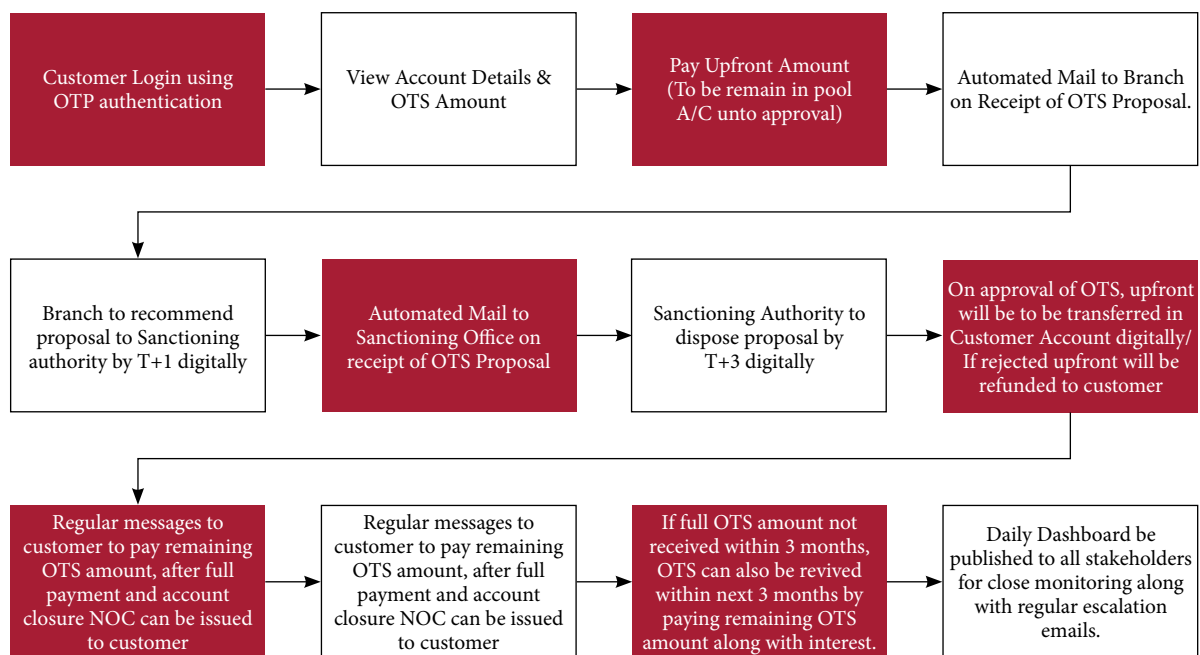 Customer Login using
OTP authentication
View Account Details &
OTS Amount
Pay Upfront Amount
(To be remain in pool
A/C unto approval)
Automated Mail to Branch
on Receipt of OTS Proposal.
Branch to recommend
proposal to Sanctioning
authority by T+1 digitally
Automated Mail to
Sanctioning Office on
receipt of OTS Proposal
Sanctioning Authority to
dispose proposal by
T+3 digitally
On approval of OTS, upfront
will be to be transferred in
Customer Account digitally/
If rejected upfront will be
refunded to customer
Regular messages to
customer to pay remaining
OTS amount, after full
payment and account
closure NOC can be issued
to customer
Regular messages to
customer to pay remaining
OTS amount, after full
payment and account
closure NOC can be issued
to customer
If full OTS amount not
received within 3 months,
OTS can also be revived
within next 3 months by
paying remaining OTS
amount along with interest.
Daily Dashboard be
published to all stakeholders
for close monitoring along
with regular escalation
emails.